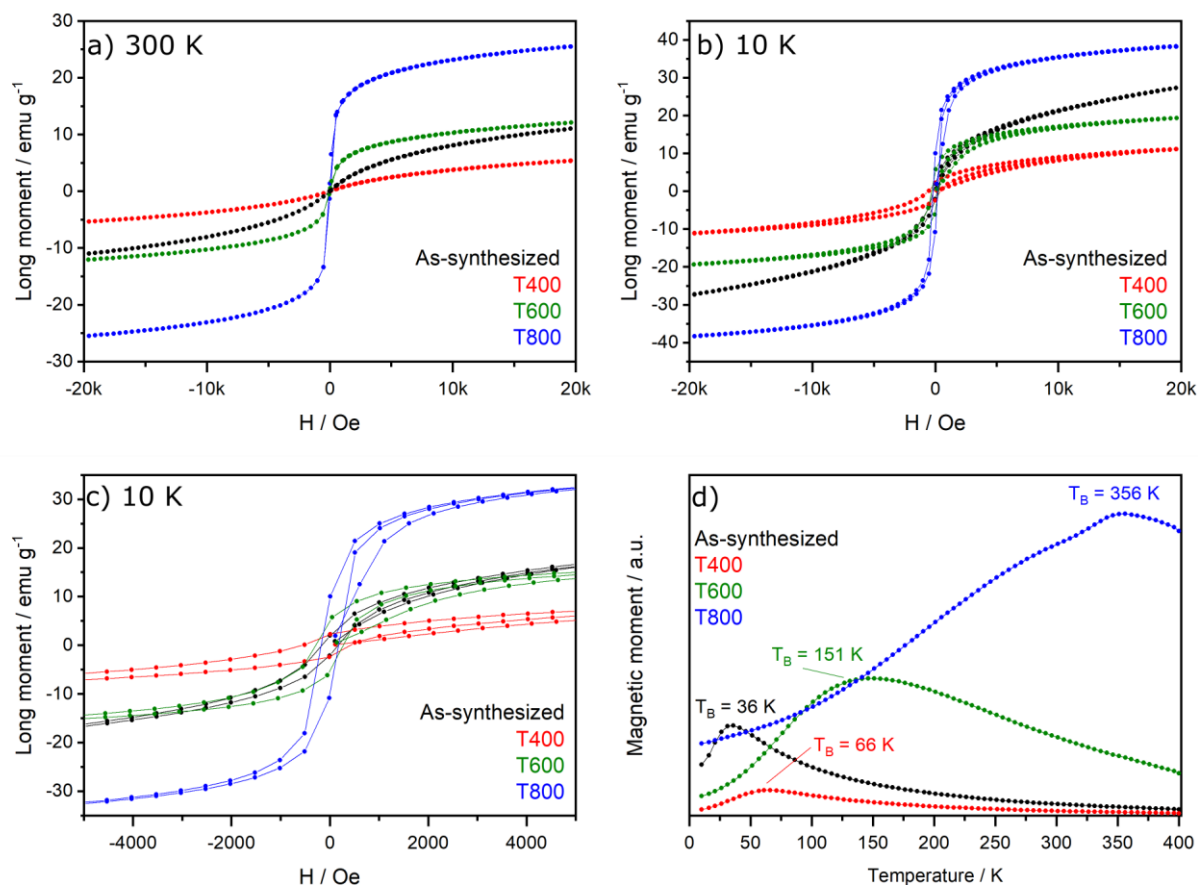 a) 300 K
30
20
10
0
-10
-20
-30
Long moment / emu g⁻¹
As-synthesized
T400
T600
T800
-20k
-10k
0
10k
20k
H / Oe
b) 10 K
40
30
20
10
0
-10
-20
-30
-40
Long moment / emu g⁻¹
As-synthesized
T400
T600
T800
-20k
-10k
0
10k
20k
H / Oe
c) 10 K
30
20
10
0
-10
-20
-30
Long moment / emu g⁻¹
As-synthesized
T400
T600
T800
-4000
-2000
0
2000
4000
H / Oe
d)
Magnetic moment / a.u.
As-synthesized
T400
T600
T800
T_B = 356 K
T_B = 151 K
T_B = 36 K
T_B = 66 K
0
50
100
150
200
250
300
350
400
Temperature / K